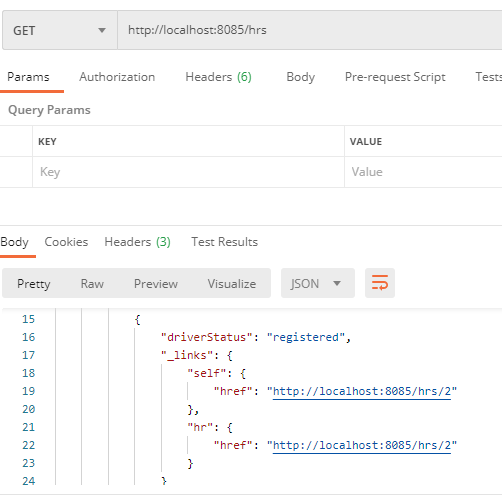 GET http://localhost:8085/hrs
Params Authorization Headers (6) Body Pre-request Script Tests
Query Params
KEY VALUE
Key Value
Body Cookies Headers (3) Test Results
Pretty Raw Preview Visualize JSON
15 {
16 "driverStatus": "registered",
17 "_links": {
18 "self": {
19 "href": "http://localhost:8085/hrs/2"
20 },
21 "hr": {
22 "href": "http://localhost:8085/hrs/2"
23 }
24 }